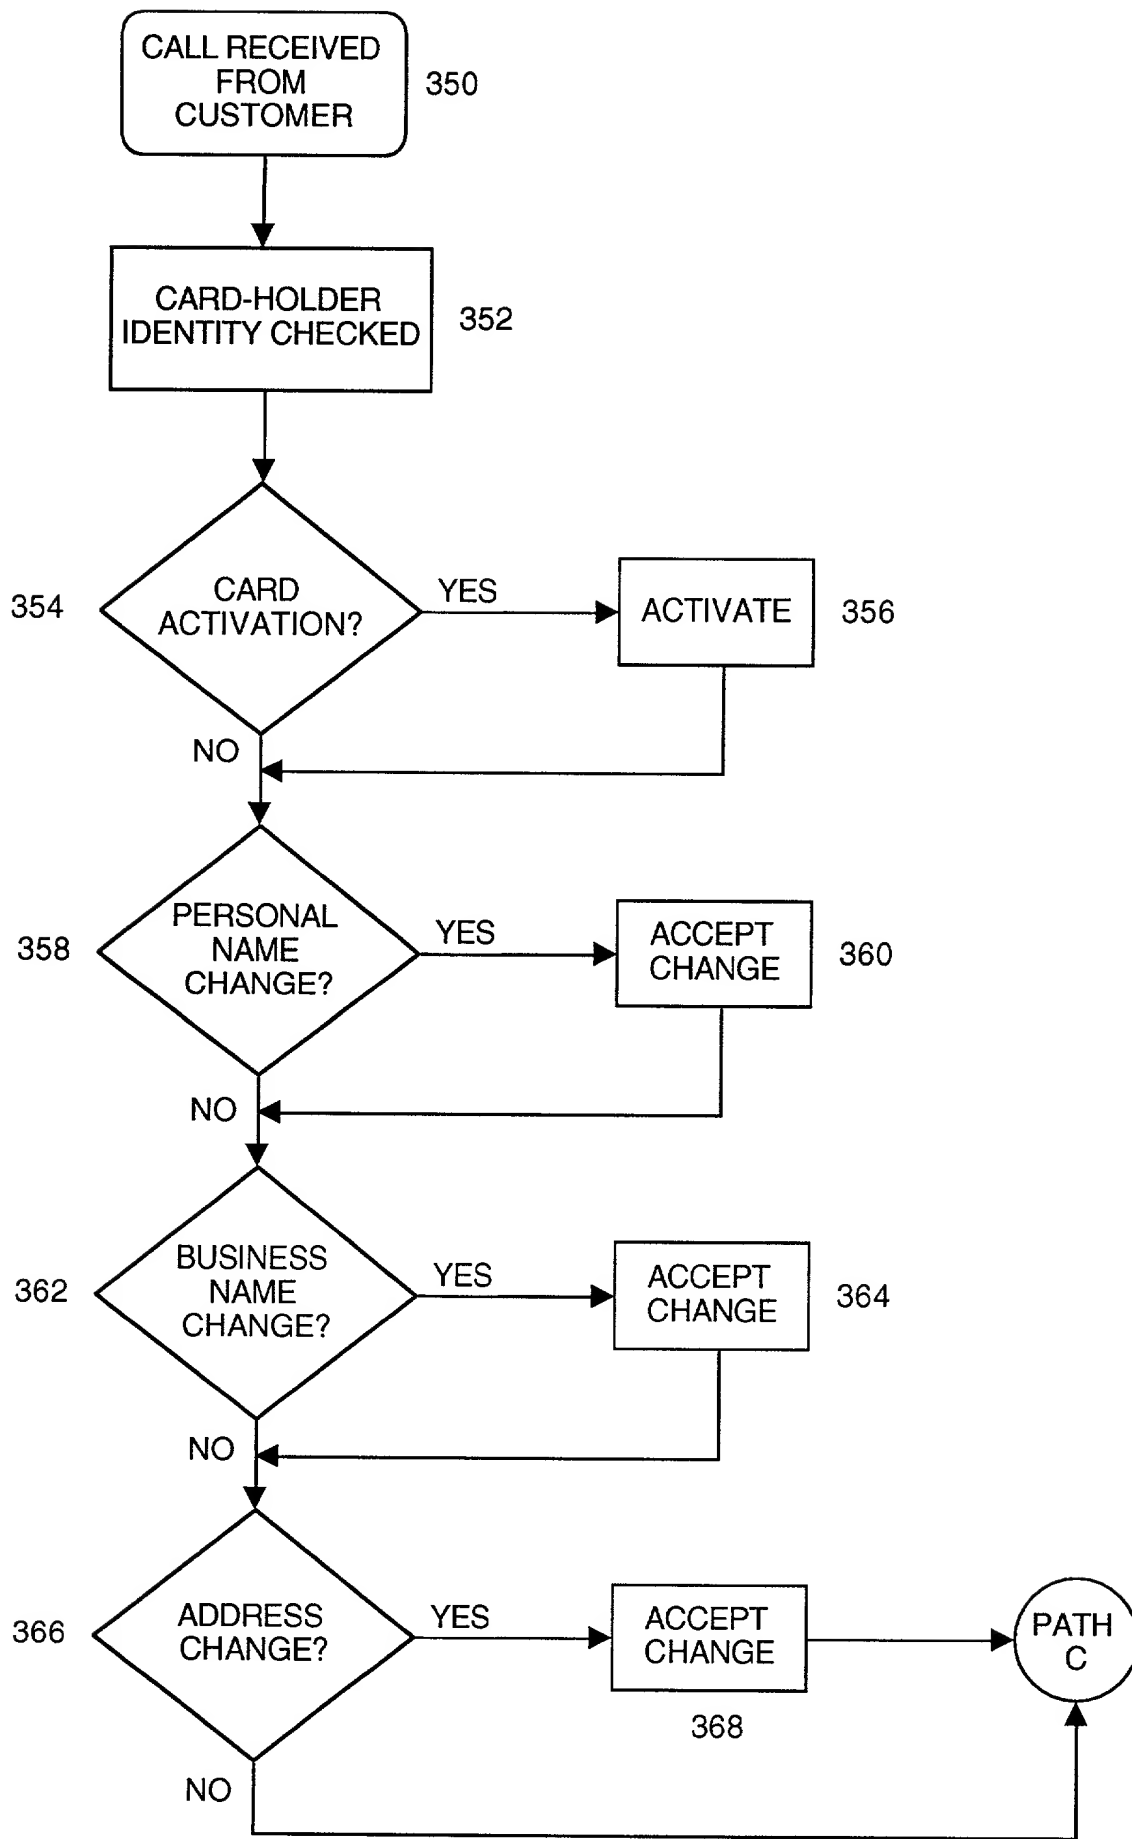 CALL RECEIVED
FROM
CUSTOMER
350
CARD-HOLDER
IDENTITY CHECKED
352
354
CARD
ACTIVATION?
YES
ACTIVATE
356
NO
358
PERSONAL
NAME
CHANGE?
YES
ACCEPT
CHANGE
360
NO
362
BUSINESS
NAME
CHANGE?
YES
ACCEPT
CHANGE
364
NO
366
ADDRESS
CHANGE?
YES
ACCEPT
CHANGE
368
PATH
C
NO